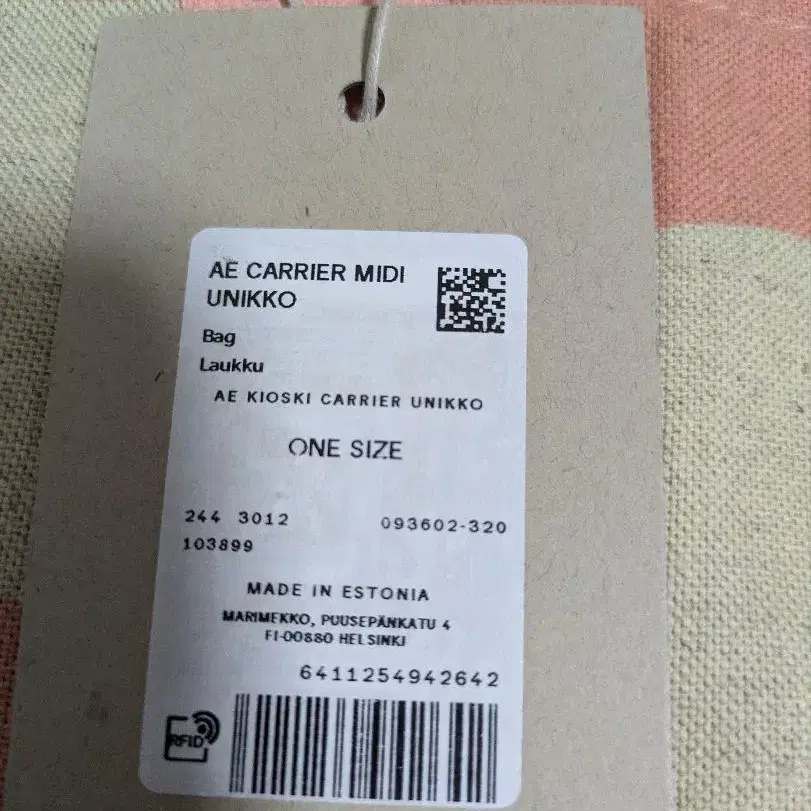 AE CARRIER MIDI
UNIKKO
Bag
Laukku
AE KIOSKI CARRIER UNIKKO
ONE SIZE
244 3012 093602-320
103899
MADE IN ESTONIA
MARIMEKKO, PUUSEPÄNKATU 4
FI-00880 HELSINKI
6411254942642
RFID